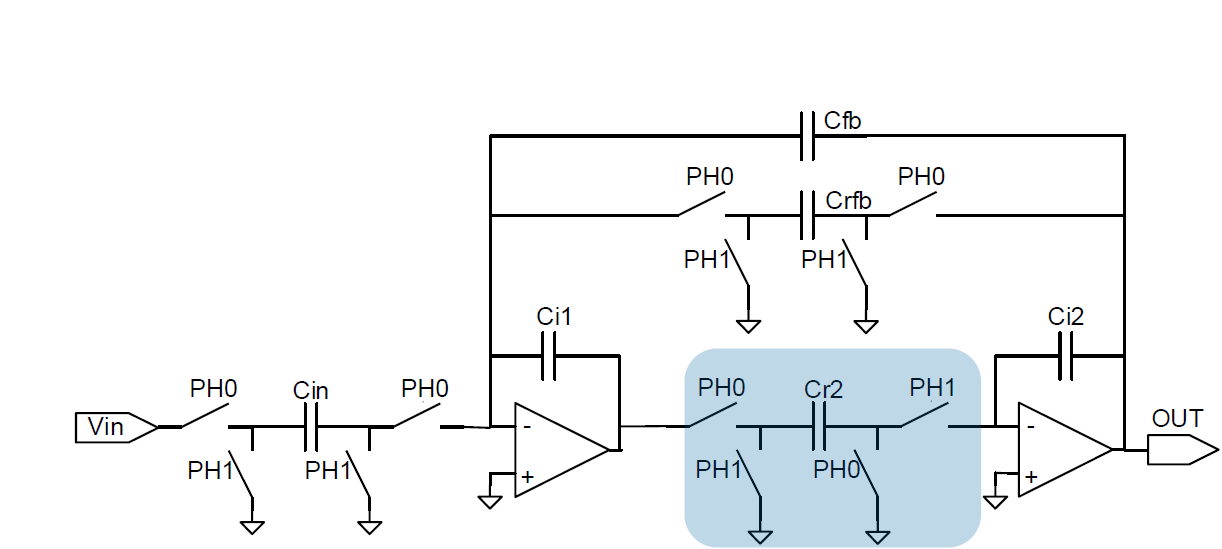 Cfb
PH0
PH0
Crfb
PH1
PH1
Ci1
Ci2
PH0
Cin
PH0
PH0
Cr2
PH1
Vin
-
-
OUT
PH1
PH1
+
PH1
PH0
+